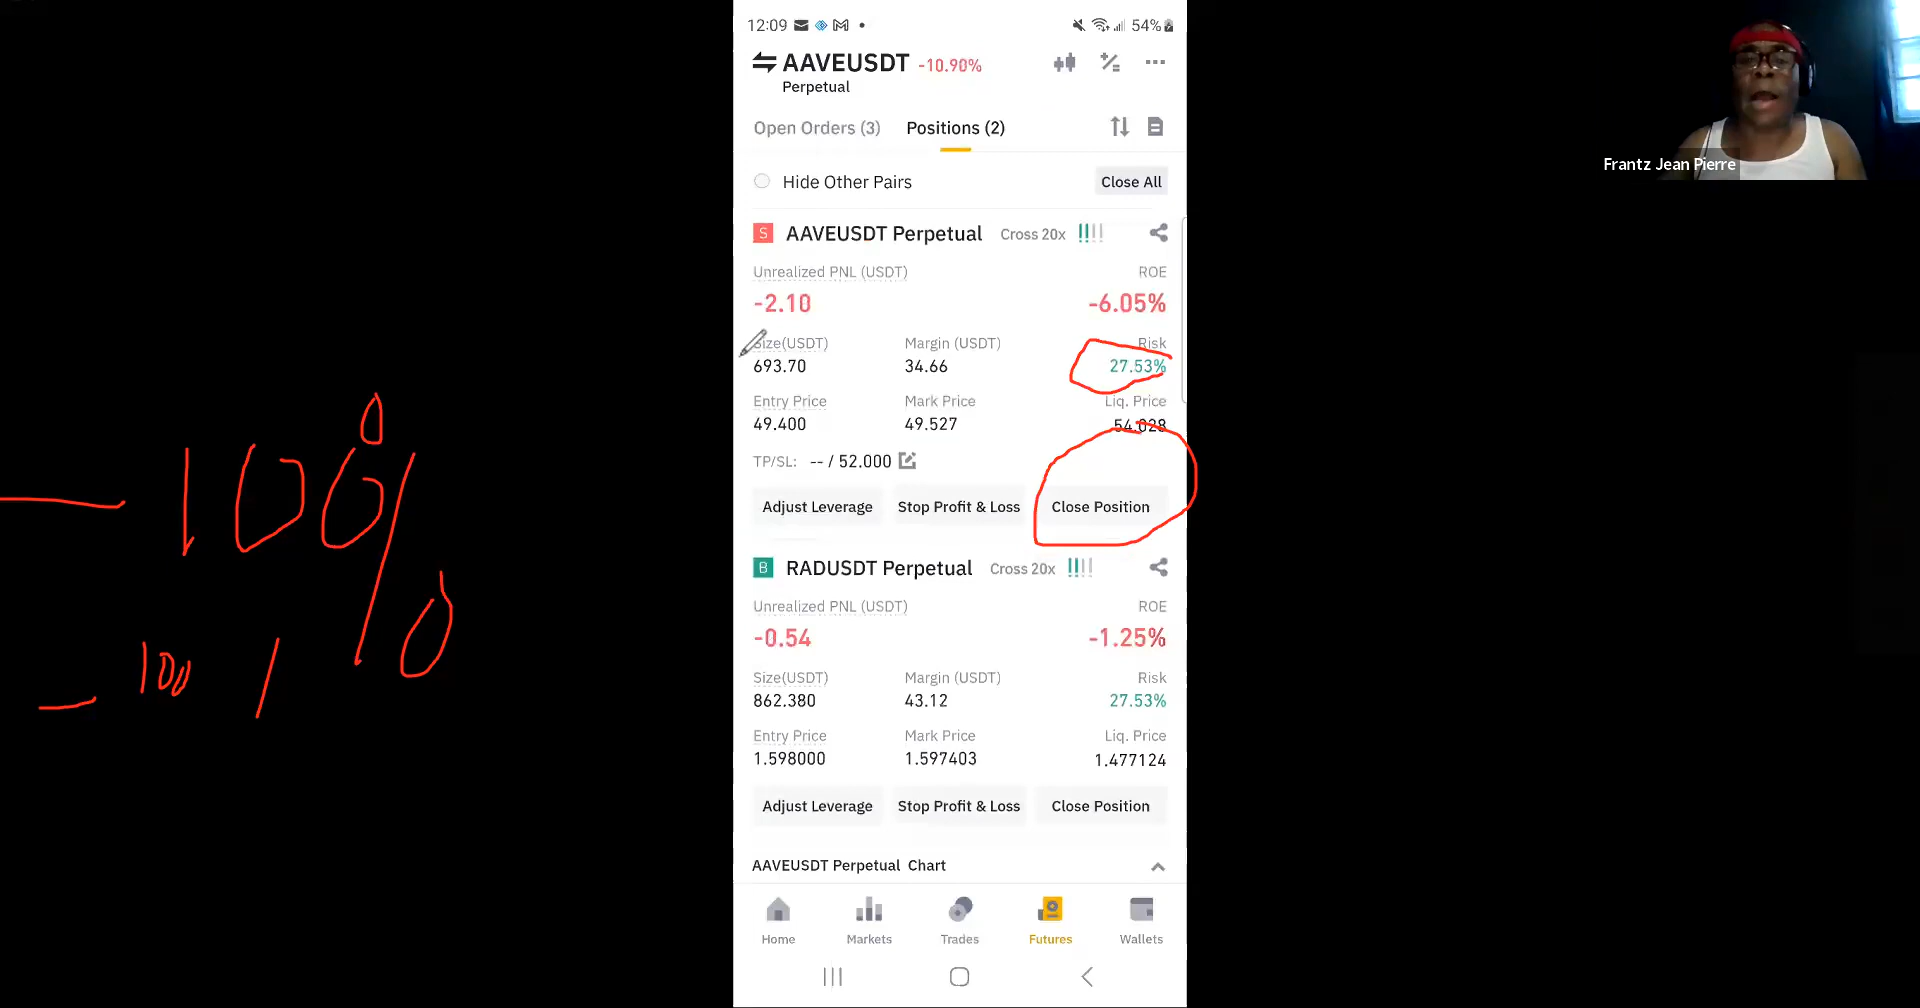 12:09 54%
AAVEUSDT -10.90%
Perpetual
Open Orders (3) Positions (2)
Hide Other Pairs Close All
S AAVEUSDT Perpetual Cross 20x
Unrealized PNL (USDT) ROE
-2.10 -6.05%
Size(USDT) Margin (USDT) Risk
693.70 34.66 27.53%
Entry Price Mark Price Liq. Price
49.400 49.527 54.028
TP/SL: -- / 52.000
Adjust Leverage Stop Profit & Loss Close Position
B RADUSDT Perpetual Cross 20x
Unrealized PNL (USDT) ROE
-0.54 -1.25%
Size(USDT) Margin (USDT) Risk
862.380 43.12 27.53%
Entry Price Mark Price Liq. Price
1.598000 1.597403 1.477124
Adjust Leverage Stop Profit & Loss Close Position
AAVEUSDT Perpetual Chart
Home Markets Trades Futures Wallets
Frantz Jean Pierre
- 100%
- 100 /